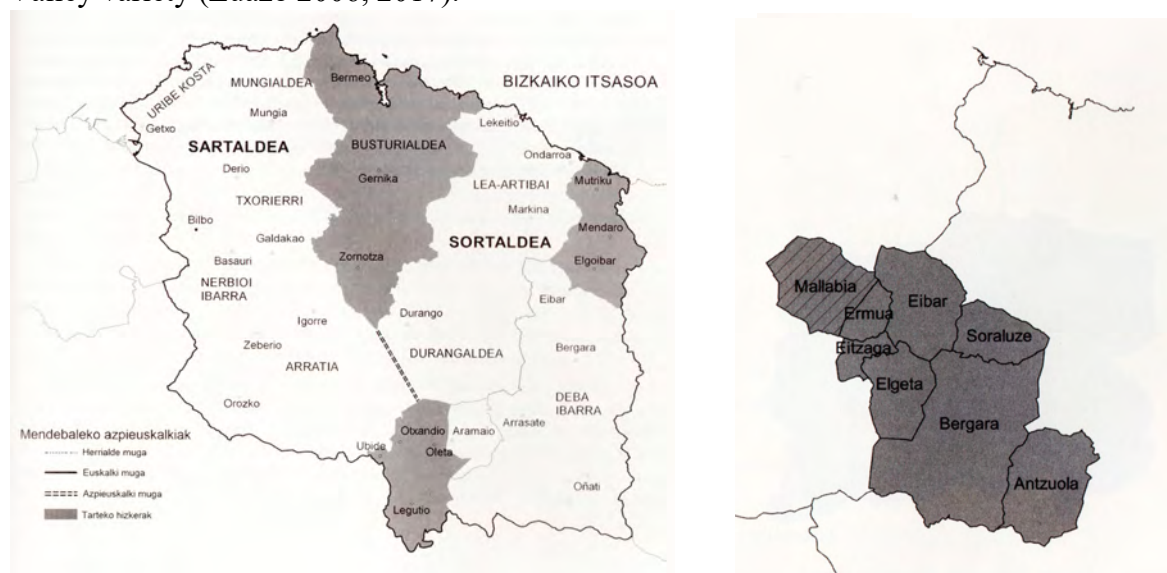 Valley variety (Zuazo 2006, 2017).
BIZKAIKO ITSASOA
MUNGIALDEA
Bermeo
URIBE KOSTA
Mungia
Getxo
Lekeitio
SARTALDEA
BUSTURIALDEA
Ondarroa
Derio
Gernika
LEA-ARTIBAI
Mutriku
TXORIERRI
Markina
Bilbo
Mendaro
Galdakao
SORTALDEA
Basauri
Zornotza
Elgoibar
NERBIOI
IBARRA
Eibar
Igorre
Durango
Zeberio
DURANGALDEA
Bergara
ARRATIA
DEBA
IBARRA
Orozko
Otxandio
Aramaio
Arrasate
Ubide
Oleta
Oñati
Legutio
Mendebaleko azpieuskalkiak
Herrialde muga
Euskalki muga
Azpieuskalki muga
Tarteko hizkerak
Mallabia
Eibar
Ermua
Soraluze
Eitzaga
Elgeta
Bergara
Antzuola